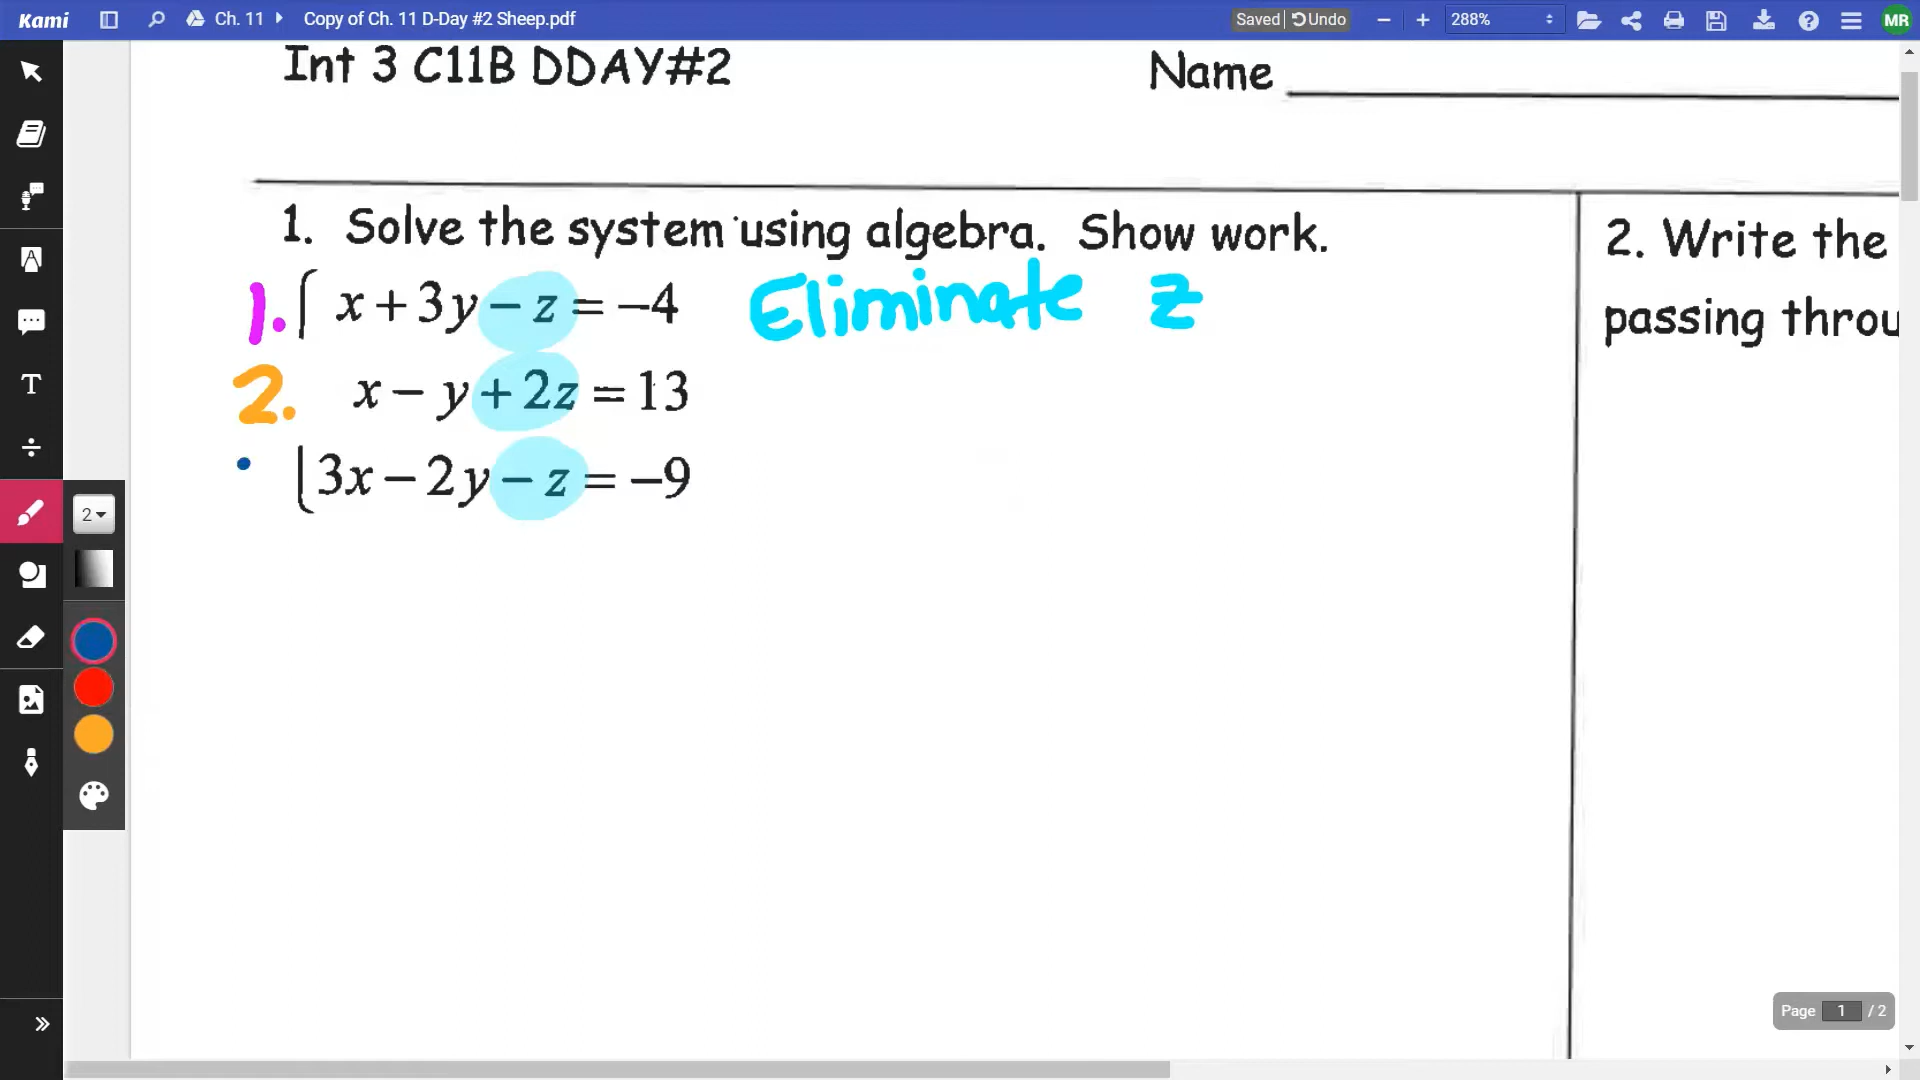 Kami Ch. 11 Copy of Ch. 11 D-Day #2 Sheep.pdf Saved Undo 288% MR
Int 3 C11B DDAY#2 Name
1. Solve the system using algebra. Show work.
1. x + 3y − z = −4 Eliminate z
2. x − y + 2z = 13
3x − 2y − z = −9
2. Write the
passing throu
T
2
Page 1 / 2